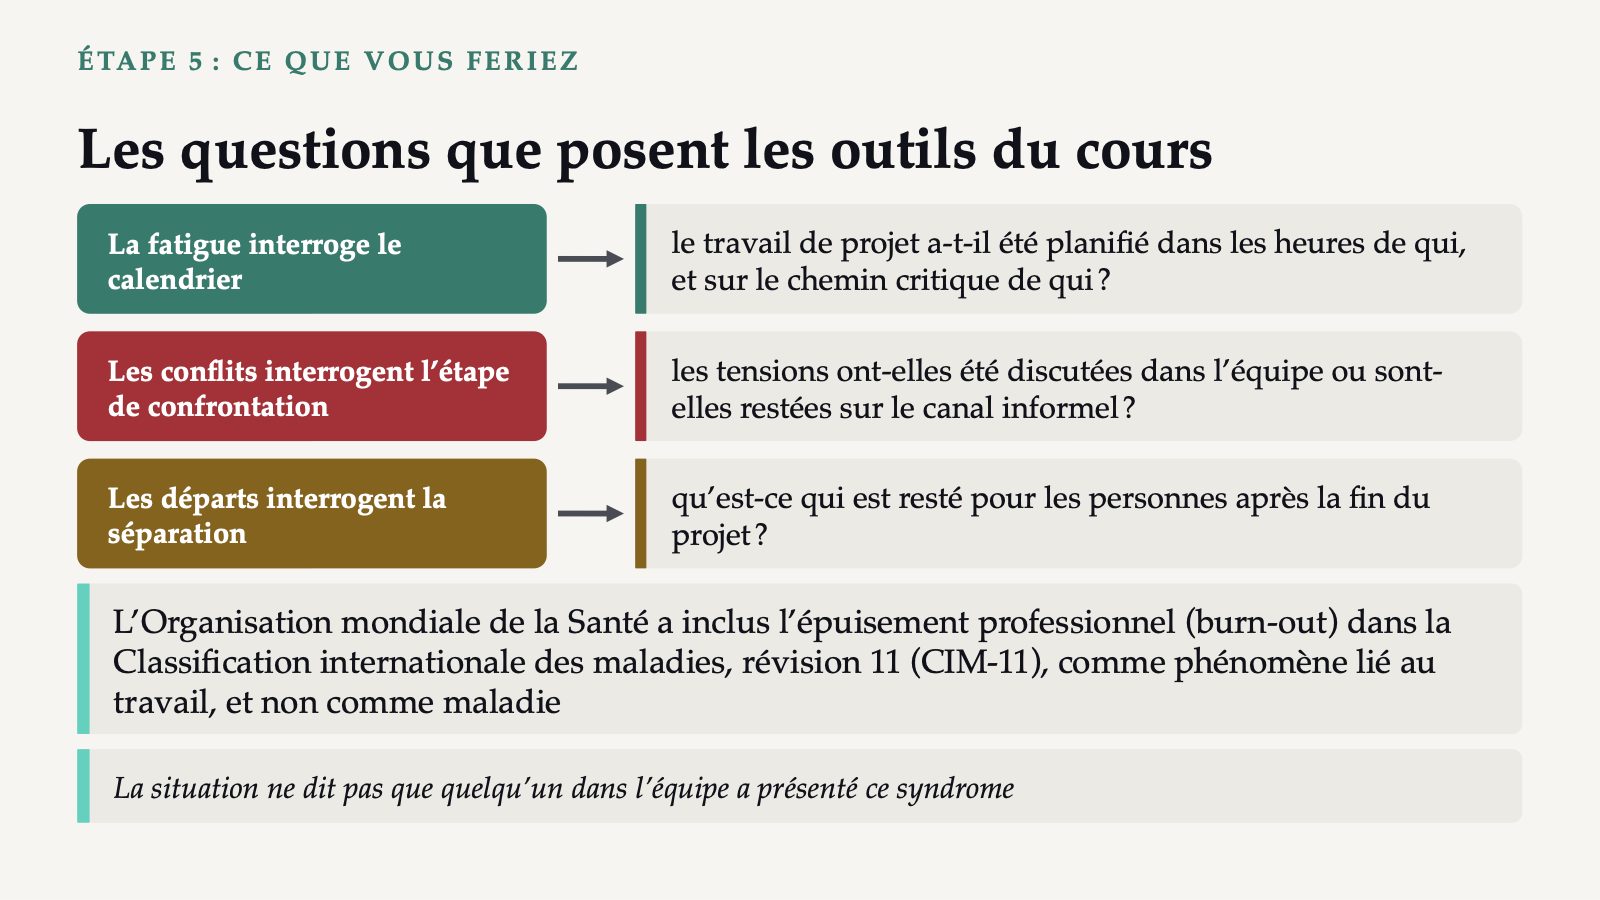 ÉTAPE 5 : CE QUE VOUS FERIEZ
Les questions que posent les outils du cours
La fatigue interroge le
calendrier
le travail de projet a-t-il été planifié dans les heures de qui,
et sur le chemin critique de qui ?
Les conflits interrogent l’étape
de confrontation
les tensions ont-elles été discutées dans l’équipe ou sont-
elles restées sur le canal informel ?
Les départs interrogent la
séparation
qu’est-ce qui est resté pour les personnes après la fin du
projet ?
L’Organisation mondiale de la Santé a inclus l’épuisement professionnel (burn-out) dans la
Classification internationale des maladies, révision 11 (CIM-11), comme phénomène lié au
travail, et non comme maladie
La situation ne dit pas que quelqu’un dans l’équipe a présenté ce syndrome